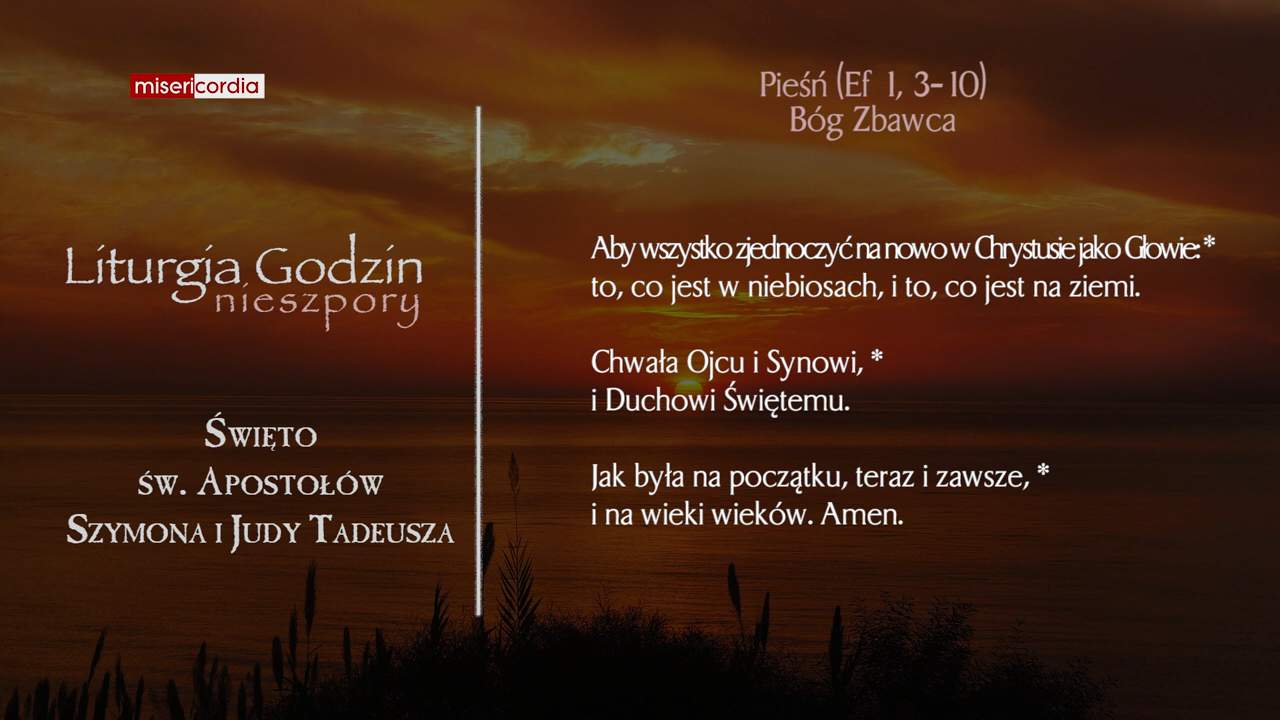 misericordia
Liturgia Godzin
nieszpory
Święto
św. Apostołów
Szymona i Judy Tadeusza
Pieśń (Ef 1, 3-10)
Bóg Zbawca
Aby wszystko zjednoczyć na nowo w Chrystusie jako Głowie: *
to, co jest w niebiosach, i to, co jest na ziemi.
Chwała Ojcu i Synowi, *
i Duchowi Świętemu.
Jak była na początku, teraz i zawsze, *
i na wieki wieków. Amen.